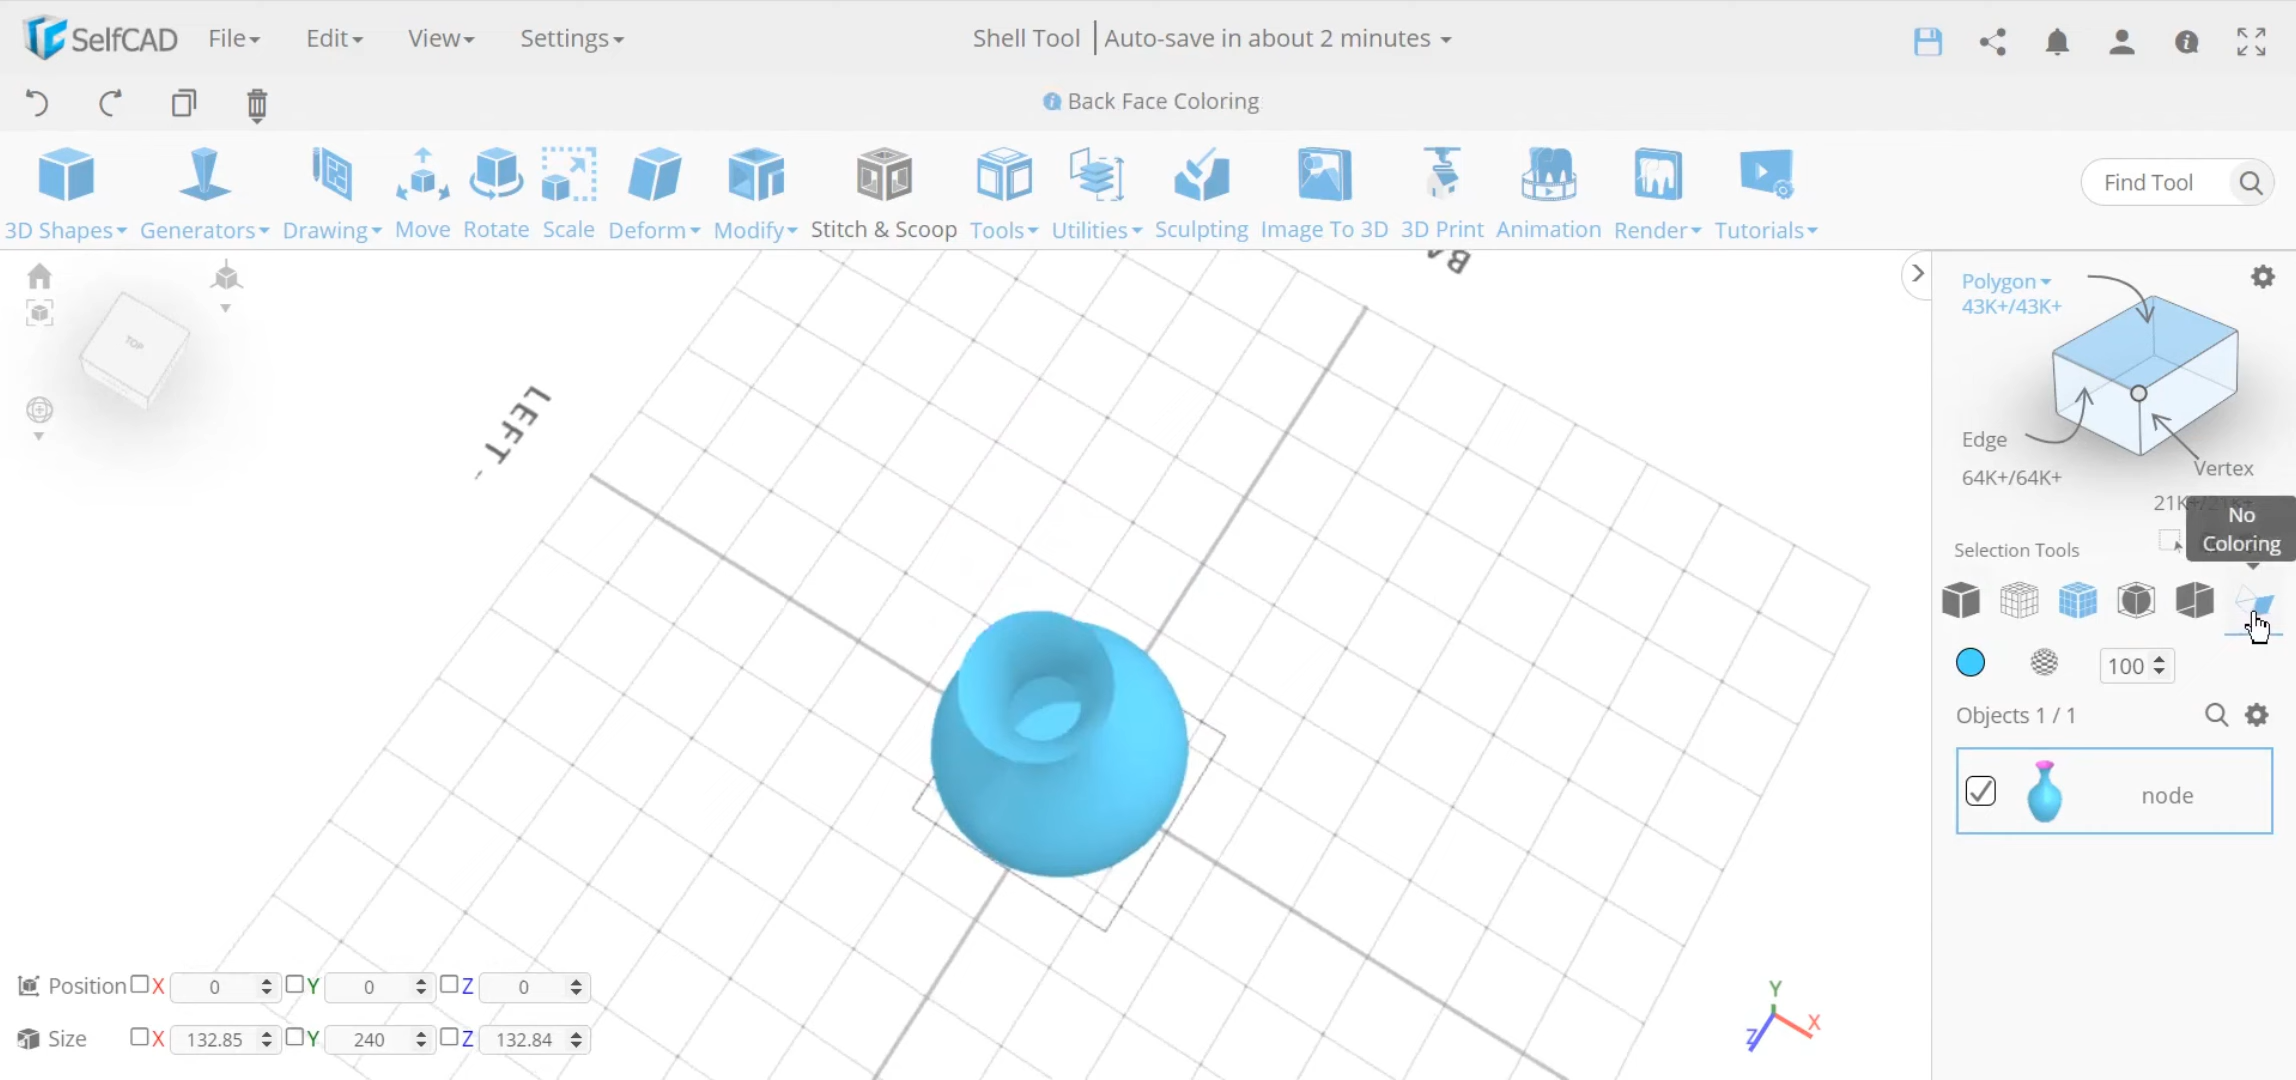 SelfCAD File Edit View Settings Shell Tool Auto-save in about 2 minutes
Back Face Coloring
3D Shapes Generators Drawing Move Rotate Scale Deform Modify Stitch & Scoop Tools Utilities Sculpting Image To 3D 3D Print Animation Render Tutorials
Find Tool
TOP
LEFT
Polygon
43K+/43K+
Edge
64K+/64K+
Vertex
No
Coloring
Selection Tools
100
Objects 1 / 1
node
Position X 0 Y 0 Z 0
Size X 132.85 Y 240 Z 132.84
Y
X
Z